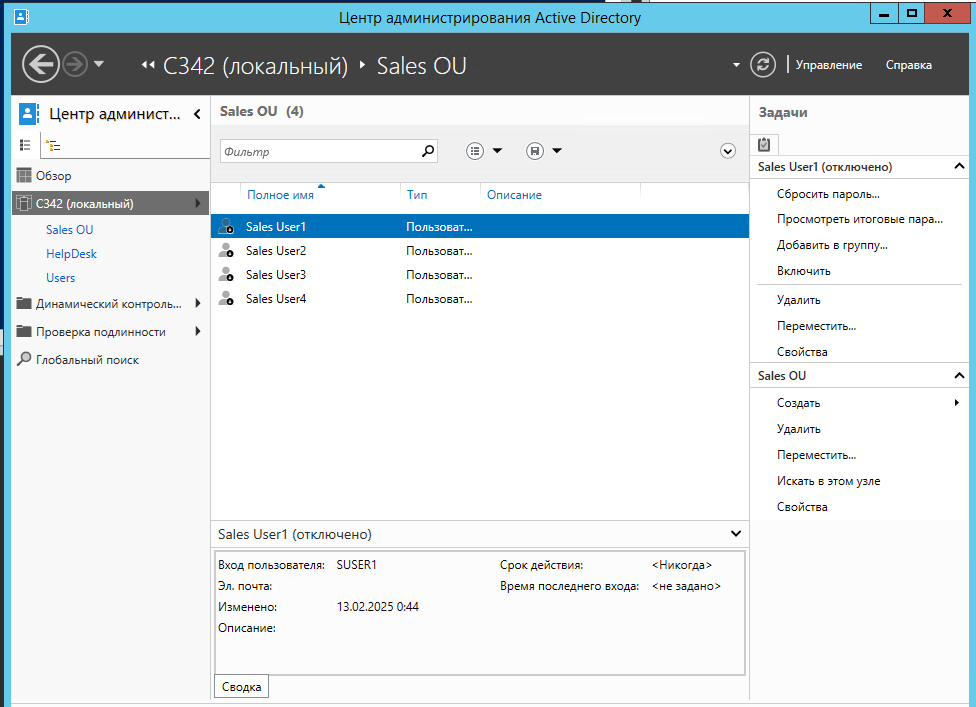 Центр администрирования Active Directory
C342 (локальный) Sales OU
Управление
Справка
Центр админист...
Обзор
C342 (локальный)
Sales OU
HelpDesk
Users
Динамический контроль...
Проверка подлинности
Глобальный поиск
Sales OU (4)
Фильтр
Полное имя Тип Описание
Sales User1 Пользоват...
Sales User2 Пользоват...
Sales User3 Пользоват...
Sales User4 Пользоват...
Sales User1 (отключено)
Вход пользователя: SUSER1 Срок действия: <Никогда>
Эл. почта: Время последнего входа: <не задано>
Изменено: 13.02.2025 0:44
Описание:
Сводка
Задачи
Sales User1 (отключено)
Сбросить пароль...
Просмотреть итоговые пара...
Добавить в группу...
Включить
Удалить
Переместить...
Свойства
Sales OU
Создать
Удалить
Переместить...
Искать в этом узле
Свойства